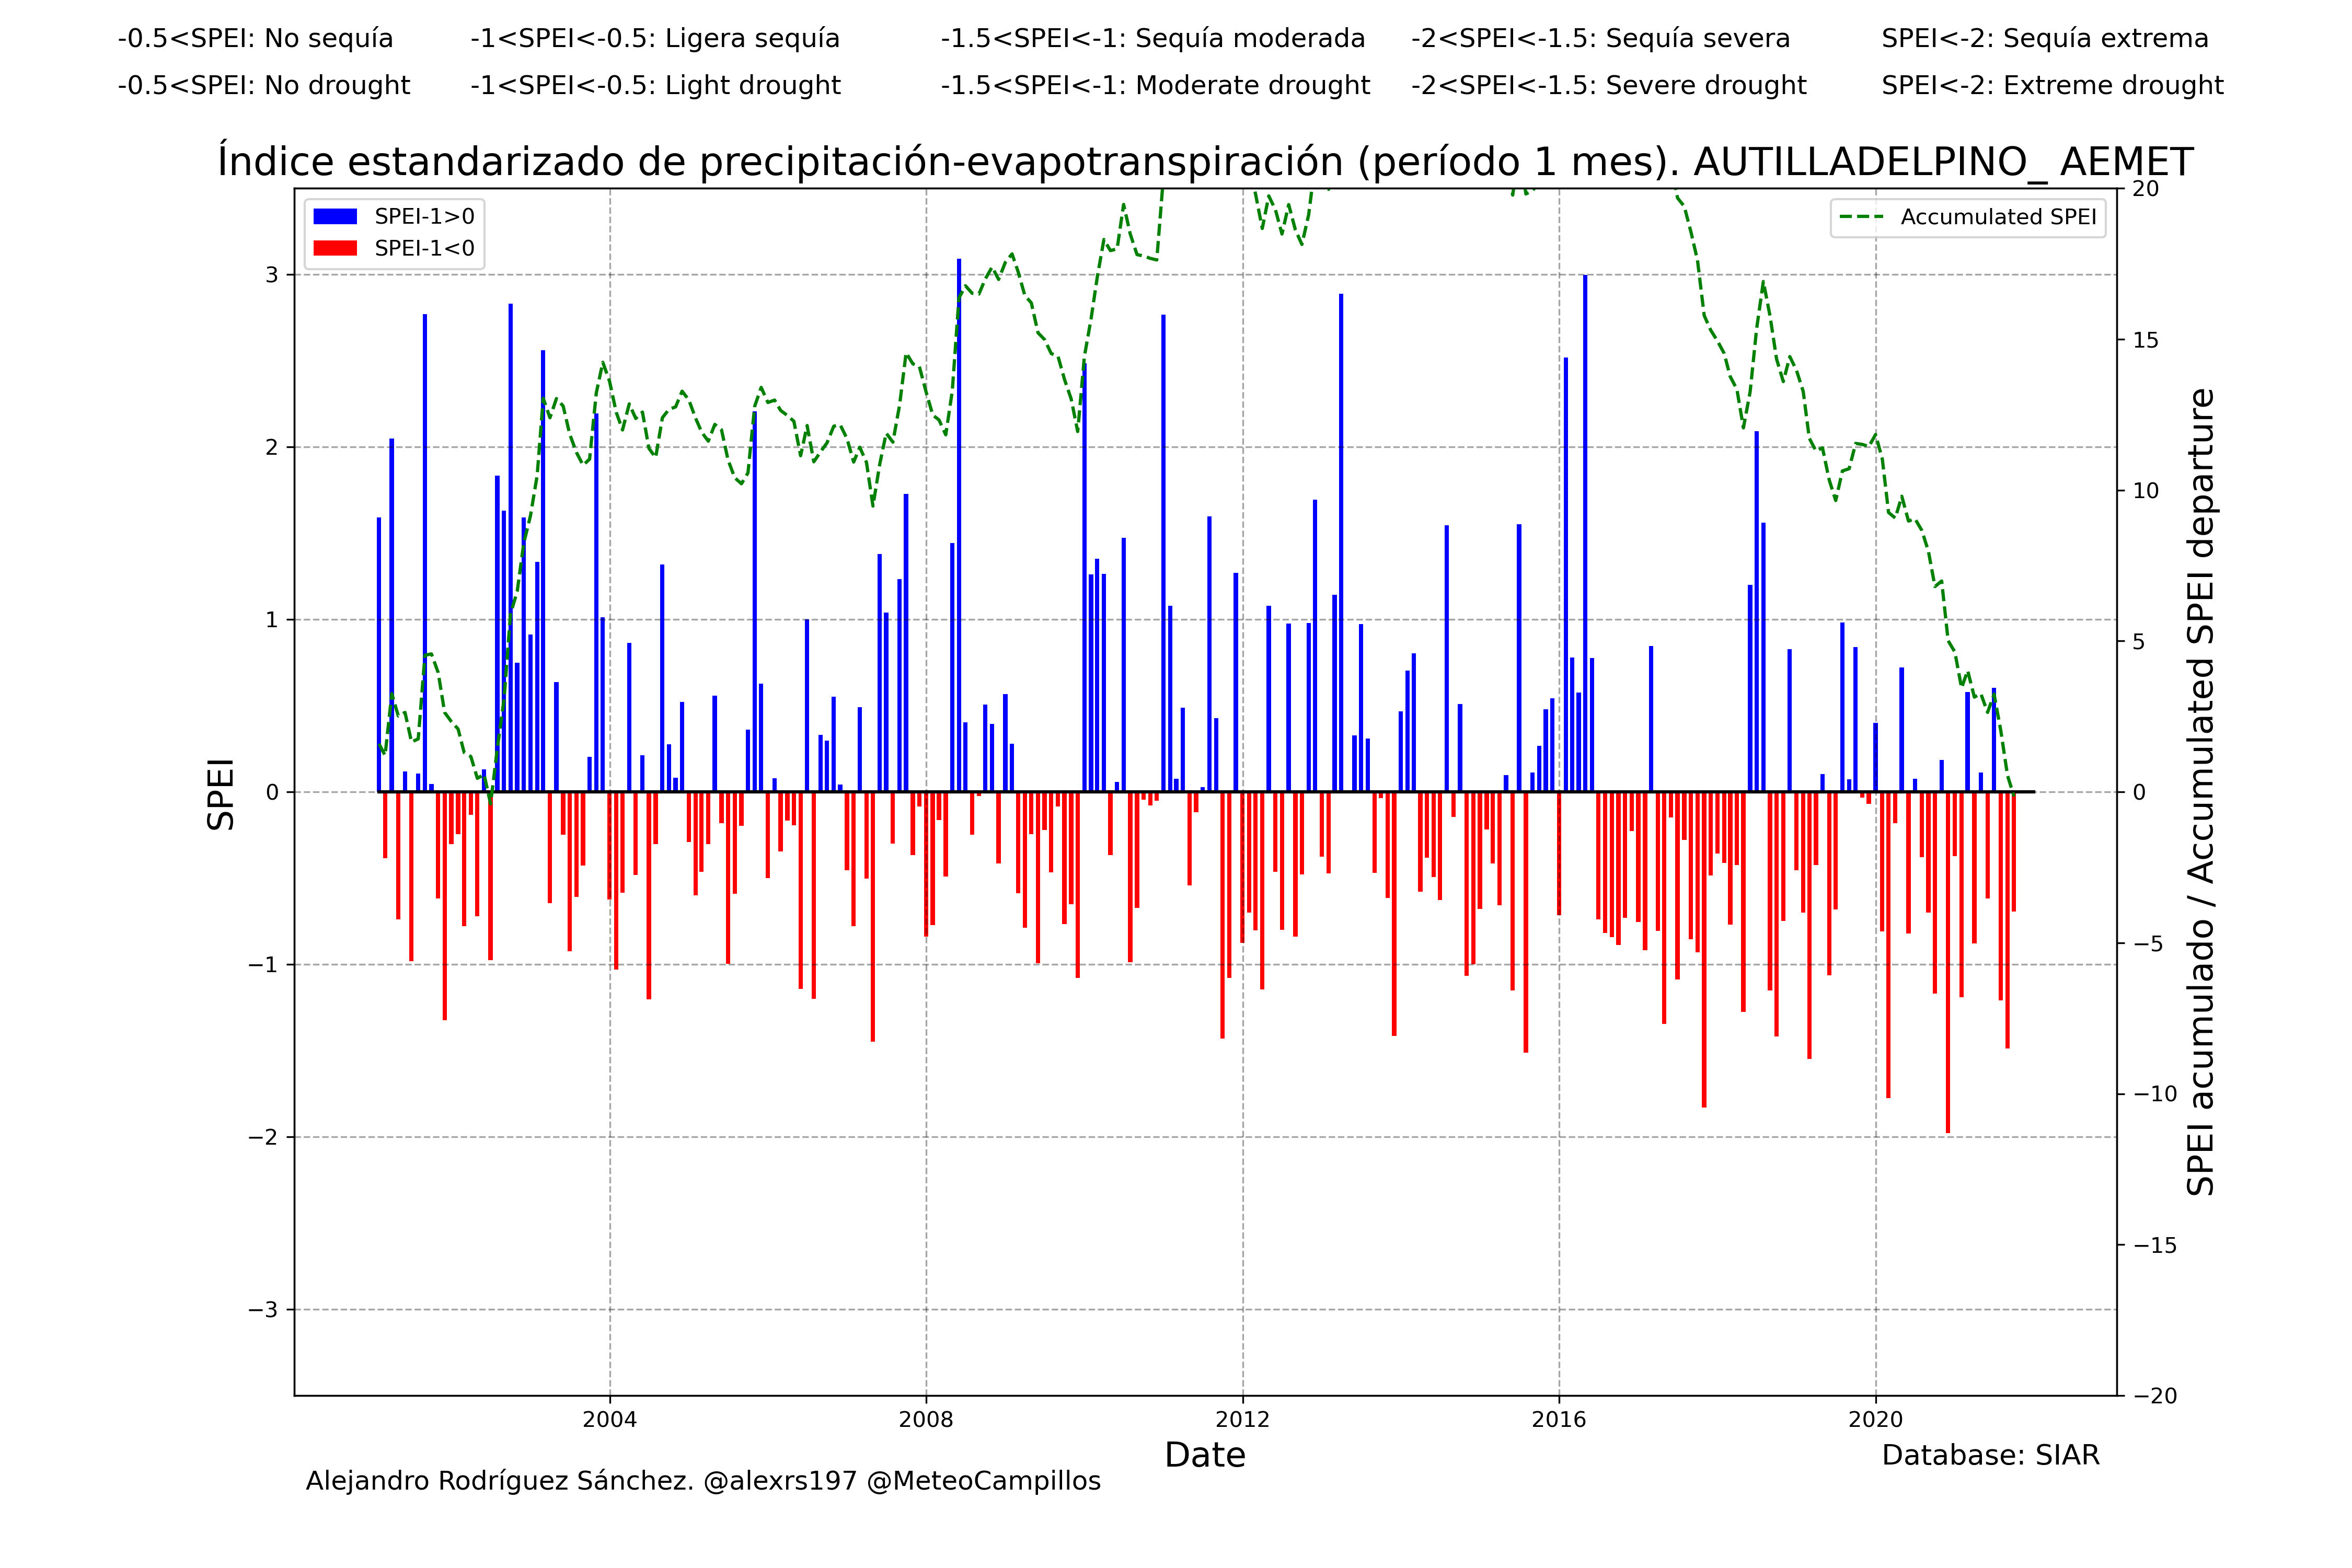 -0.5<SPEI: No sequía -1<SPEI<-0.5: Ligera sequía -1.5<SPEI<-1: Sequía moderada -2<SPEI<-1.5: Sequía severa SPEI<-2: Sequía extrema
-0.5<SPEI: No drought -1<SPEI<-0.5: Light drought -1.5<SPEI<-1: Moderate drought -2<SPEI<-1.5: Severe drought SPEI<-2: Extreme drought
Índice estandarizado de precipitación-evapotranspiración (período 1 mes). AUTILLADELPINO_ AEMET
SPEI-1>0
SPEI-1<0
Accumulated SPEI
3
2
1
0
−1
−2
−3
SPEI
20
15
10
5
0
−5
−10
−15
−20
SPEI acumulado / Accumulated SPEI departure
2004 2008 2012 2016 2020
Date
Database: SIAR
Alejandro Rodríguez Sánchez. @alexrs197 @MeteoCampillos